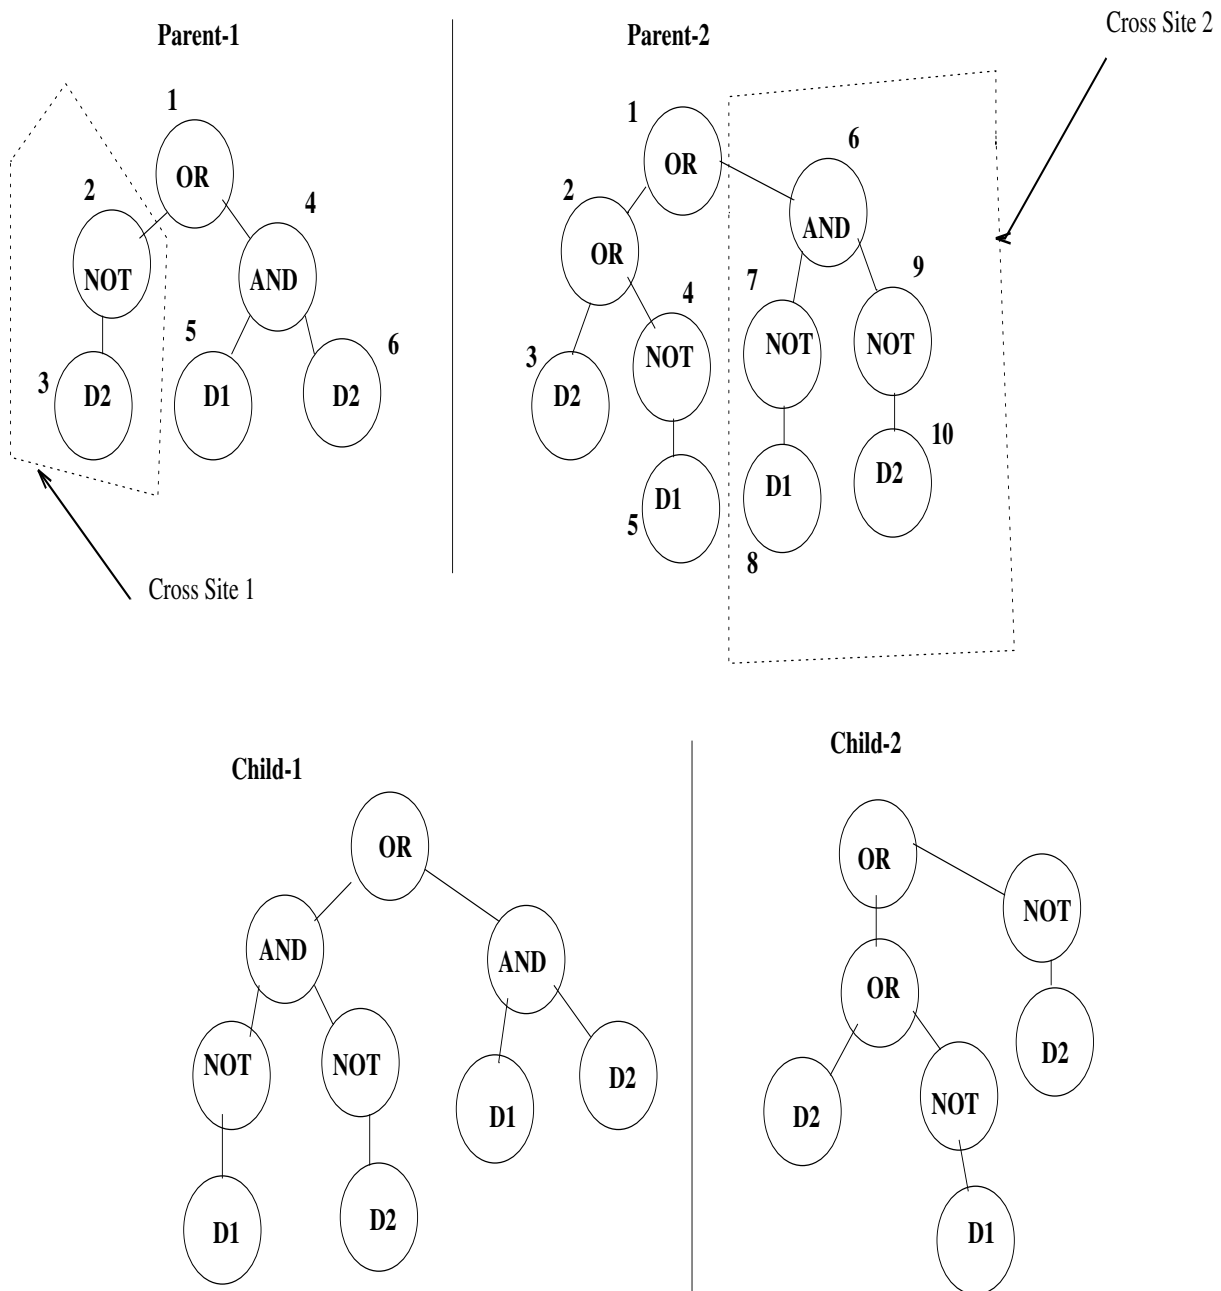 Cross Site 2
Parent-1
Parent-2
1
OR
2
NOT
4
AND
3
D2
5
D1
6
D2
Cross Site 1
1
OR
6
AND
2
OR
4
NOT
3
D2
D1
5
7
NOT
9
NOT
D1
8
10
D2
Child-1
OR
AND
AND
NOT
NOT
D1
D2
D1
D2
Child-2
OR
NOT
OR
D2
D2
NOT
D1